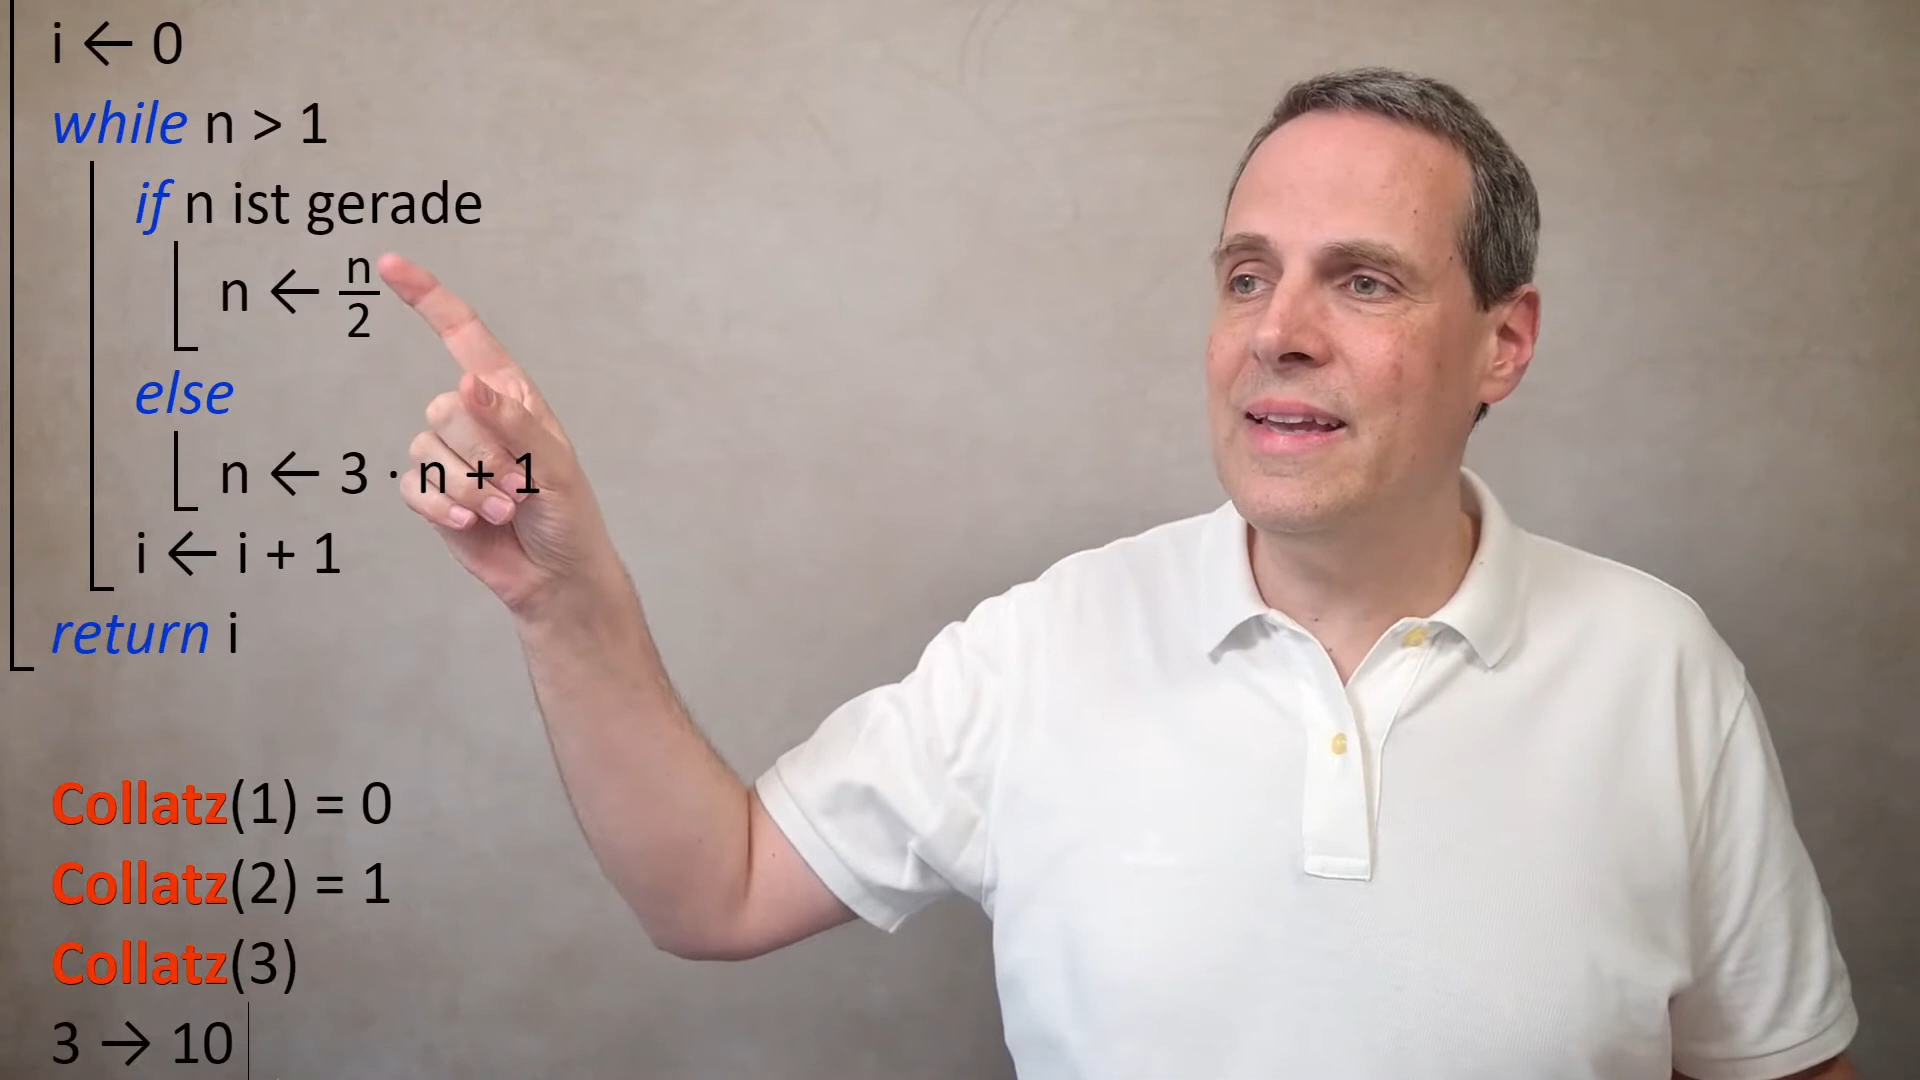 i ← 0
while n > 1
if n ist gerade
n ← n/2
else
n ← 3 · n + 1
i ← i + 1
return i
Collatz(1) = 0
Collatz(2) = 1
Collatz(3)
3 → 10